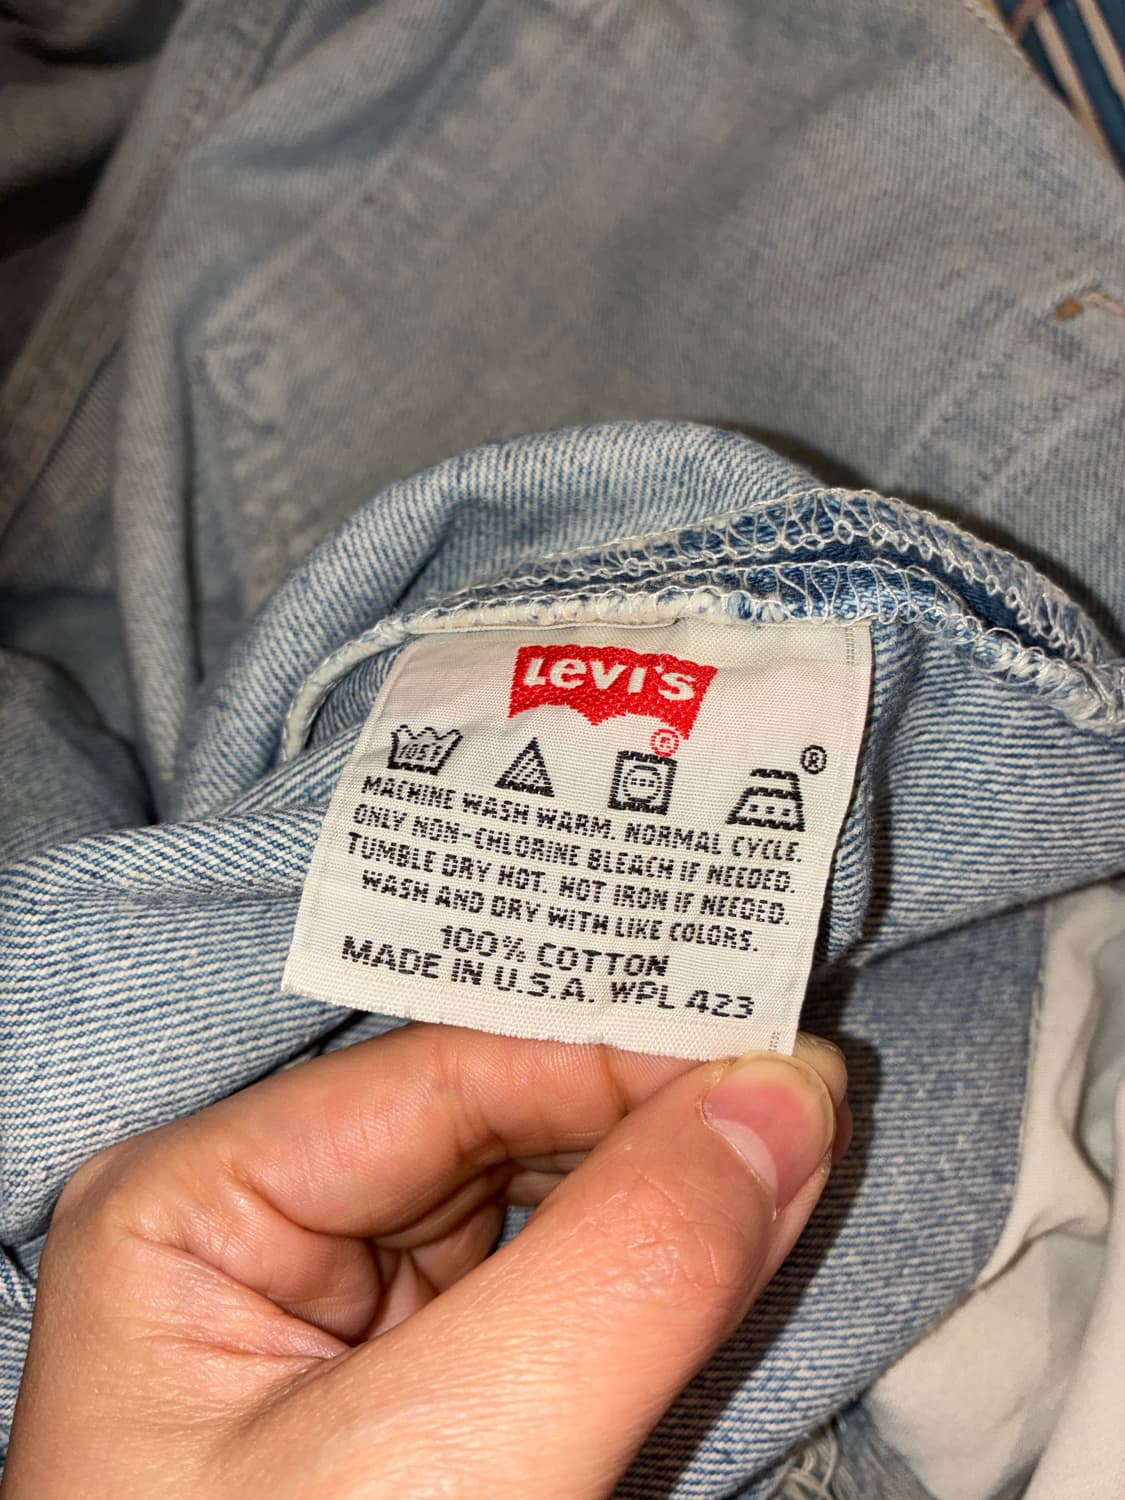 Levi's
®
105F
®
MACHINE WASH WARM. NORMAL CYCLE.
ONLY NON-CHLORINE BLEACH IF NEEDED.
TUMBLE DRY HOT. HOT IRON IF NEEDED.
WASH AND DRY WITH LIKE COLORS.
100% COTTON
MADE IN U.S.A. WPL 423